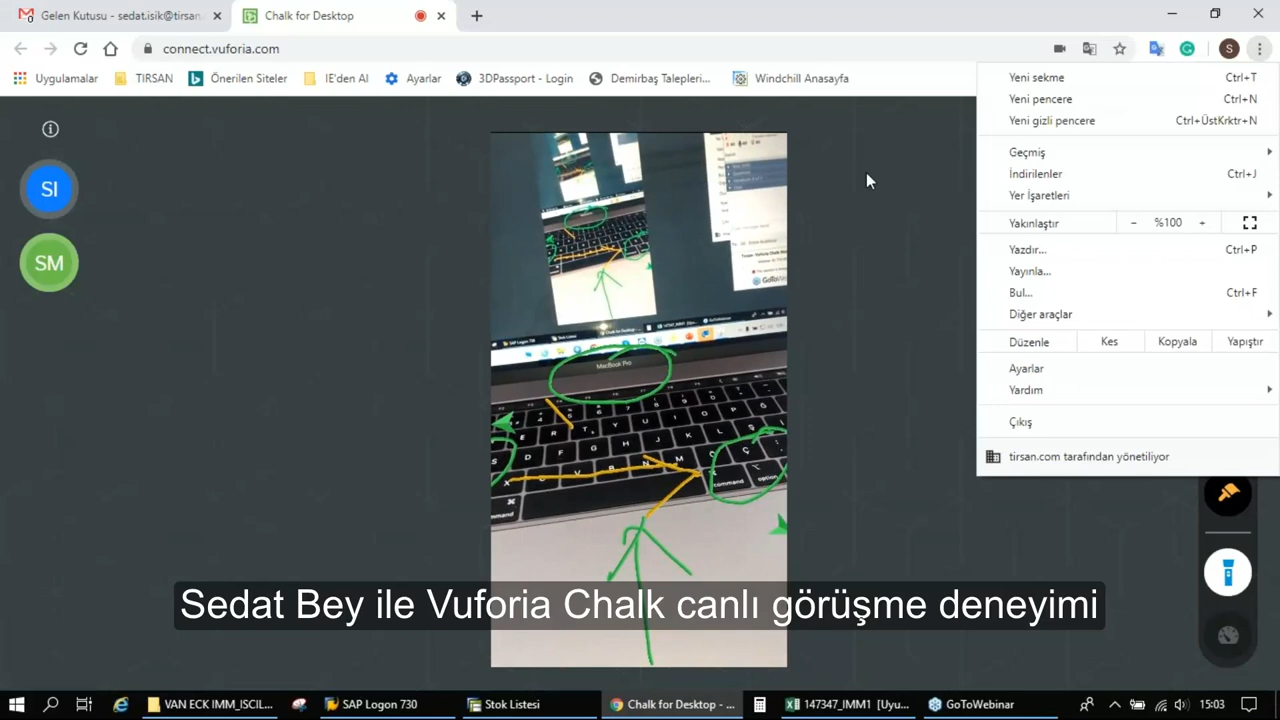 Gelen Kutusu - sedat.isik@tirsan
Chalk for Desktop
connect.vuforia.com
S
Uygulamalar
TIRSAN
Önerilen Siteler
IE'den Al
Ayarlar
3DPassport - Login
Demirbaş Talepleri...
Windchill Anasayfa
Yeni sekme Ctrl+T
Yeni pencere Ctrl+N
Yeni gizli pencere Ctrl+ÜstKrktr+N
Geçmiş
İndirilenler Ctrl+J
Yer İşaretleri
Yakınlaştır - %100 +
Yazdır... Ctrl+P
Yayınla...
Bul... Ctrl+F
Diğer araçlar
Düzenle Kes Kopyala Yapıştır
Ayarlar
Yardım
Çıkış
tirsan.com tarafından yönetiliyor
SI
SM
MacBook Pro
command
option
Sedat Bey ile Vuforia Chalk canlı görüşme deneyimi
VAN ECK IMM_ISCIL...
SAP Logon 730
Stok Listesi
Chalk for Desktop - ...
147347_IMM1 [Uyu...
GoToWebinar
15:03